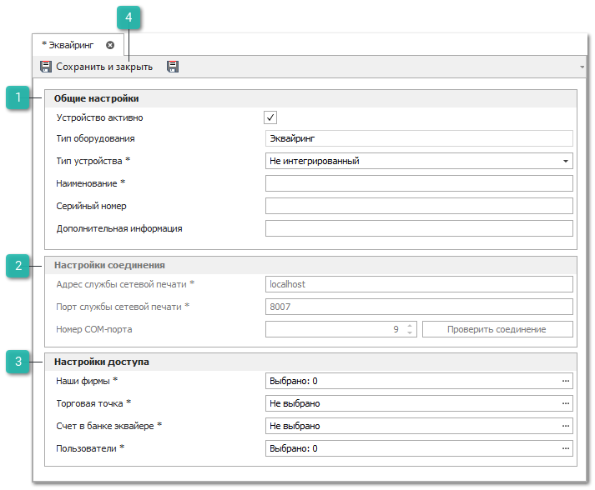 4
* Эквайринг
Сохранить и закрыть
1
Общие настройки
Устройство активно
Тип оборудования Эквайринг
Тип устройства * Не интегрированный
Наименование *
Серийный номер
Дополнительная информация
2
Настройки соединения
Адрес службы сетевой печати * localhost
Порт службы сетевой печати * 8007
Номер COM-порта 9 Проверить соединение
3
Настройки доступа
Наши фирмы * Выбрано: 0 ...
Торговая точка * Не выбрано ...
Счет в банке эквайере * Не выбрано ...
Пользователи * Выбрано: 0 ...